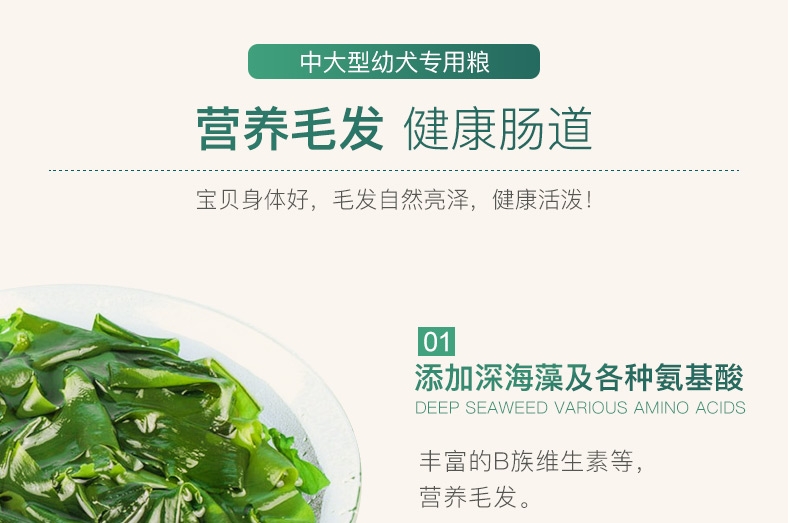 中大型幼犬专用粮
营养毛发 健康肠道
宝贝身体好，毛发自然亮泽，健康活泼！
01
添加深海藻及各种氨基酸
DEEP SEAWEED VARIOUS AMINO ACIDS
丰富的B族维生素等，
营养毛发。